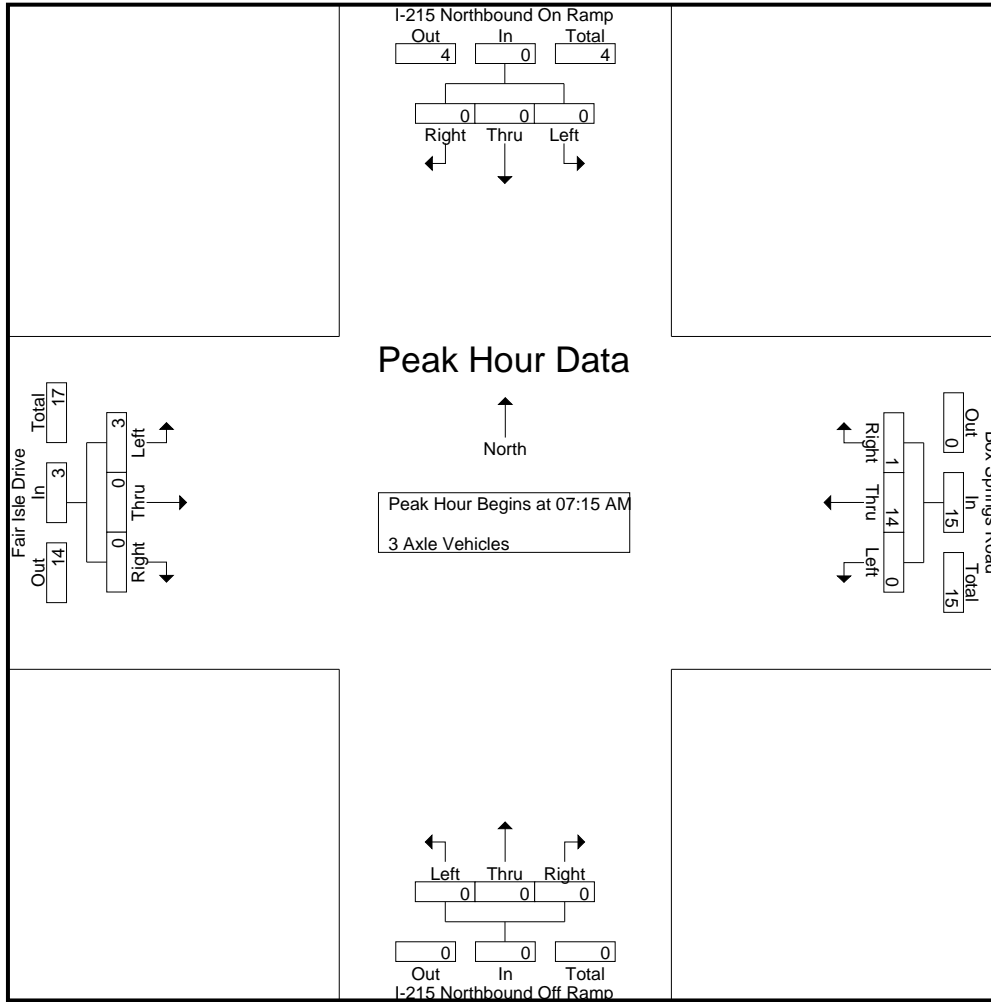 I-215 Northbound On Ramp
Out In Total
4 0 4
0 0 0
Right Thru Left
Peak Hour Data
North
Peak Hour Begins at 07:15 AM
3 Axle Vehicles
Fair Isle Drive
Total In Out
17 3 14
3 0 0
Left Thru Right
Box Springs Road
Out In Total
0 15 15
1 14 0
Right Thru Left
Left Thru Right
0 0 0
0 0 0
Out In Total
I-215 Northbound Off Ramp